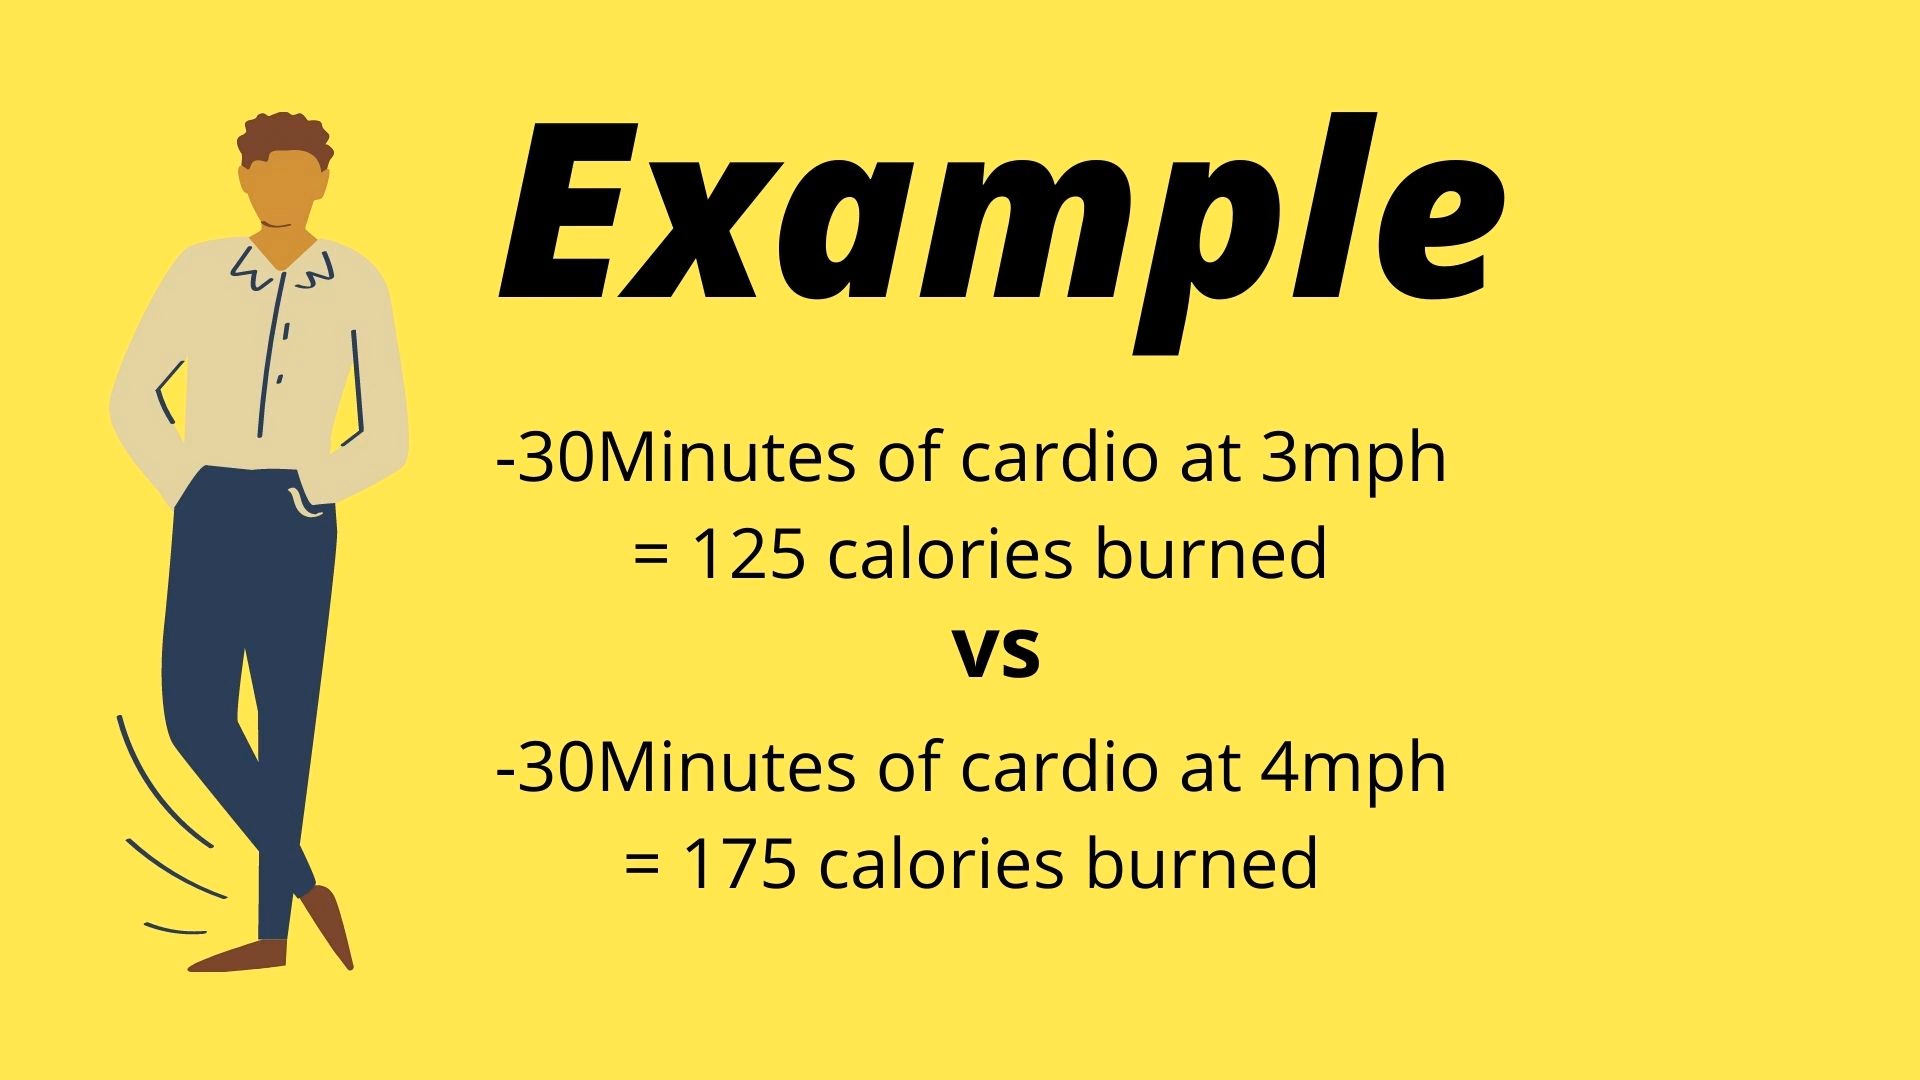 Example
-30Minutes of cardio at 3mph
= 125 calories burned
vs
-30Minutes of cardio at 4mph
= 175 calories burned